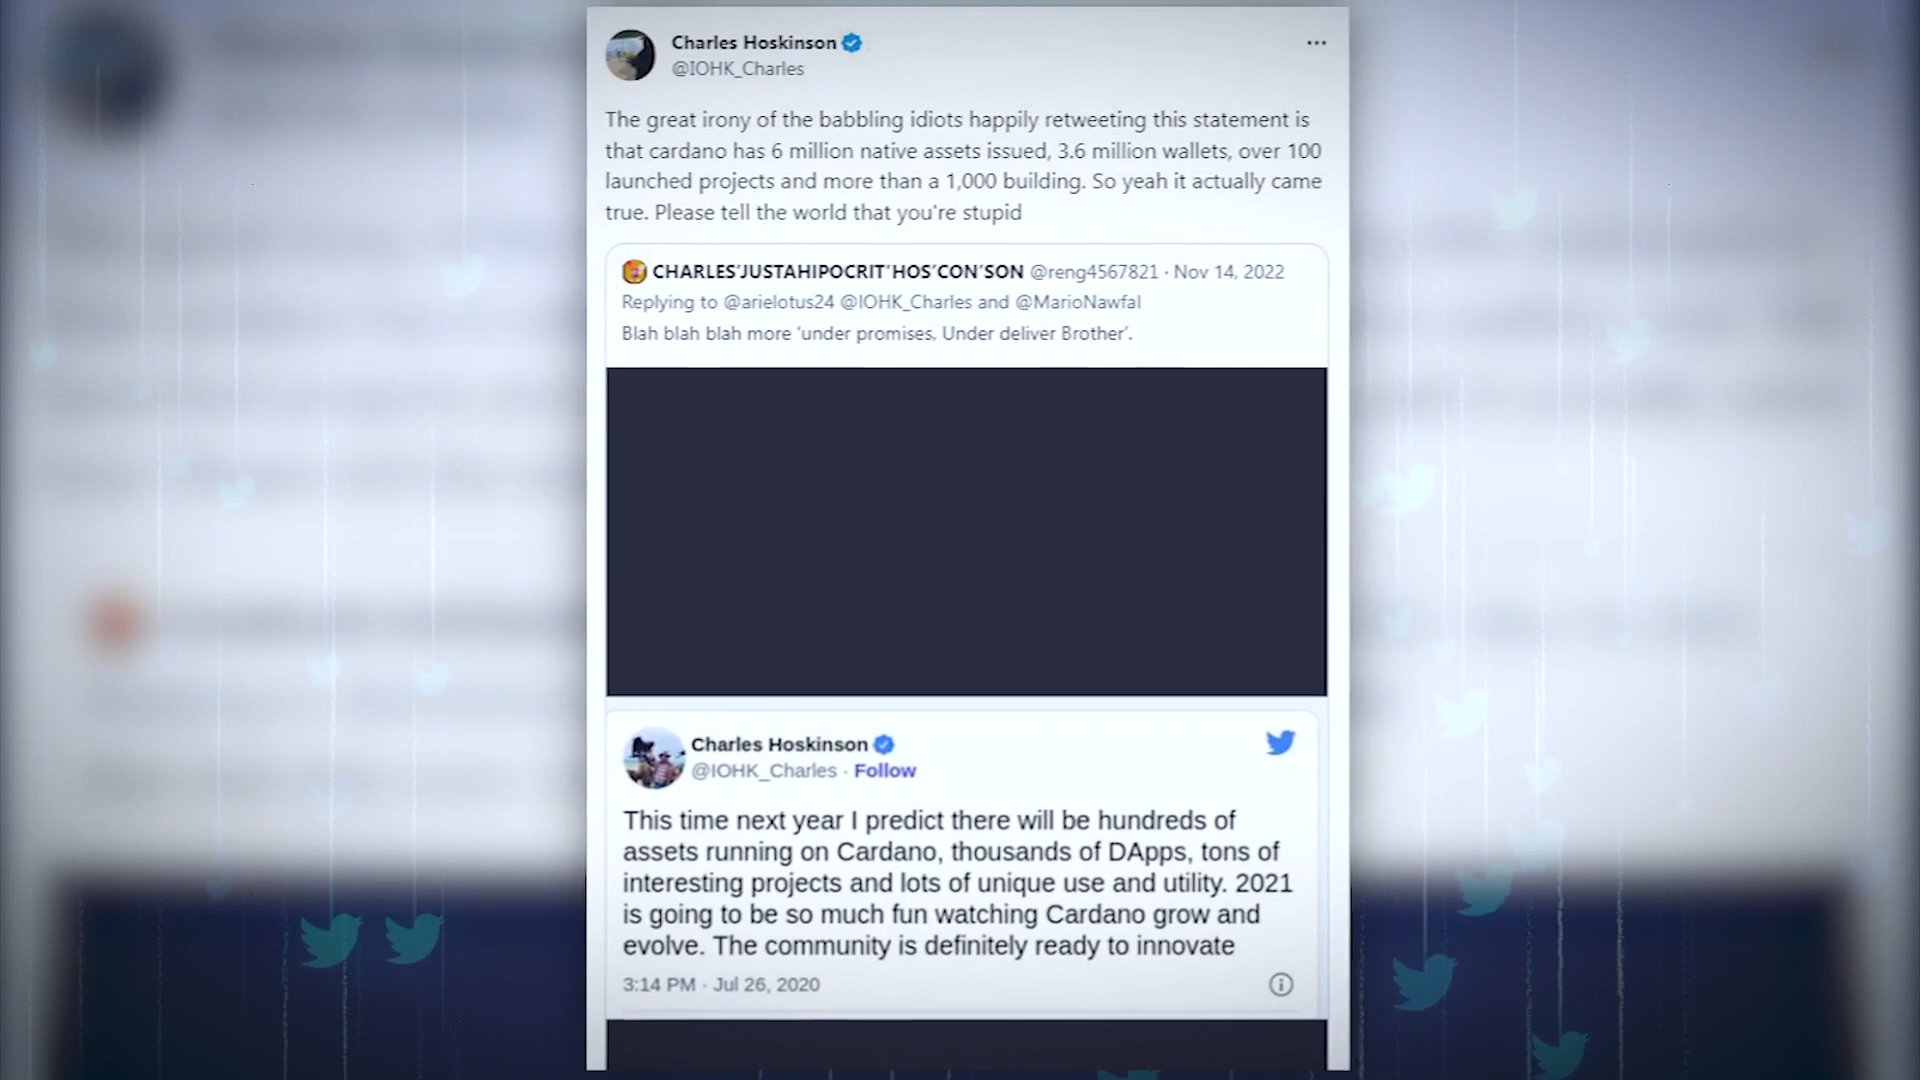 Charles Hoskinson
@IOHK_Charles
The great irony of the babbling idiots happily retweeting this statement is
that cardano has 6 million native assets issued, 3.6 million wallets, over 100
launched projects and more than a 1,000 building. So yeah it actually came
true. Please tell the world that you're stupid
CHARLES'JUSTAHIPOCRIT'HOS'CON'SON @reng4567821 · Nov 14, 2022
Replying to @arielotus24 @IOHK_Charles and @MarioNawfal
Blah blah blah more 'under promises, Under deliver Brother'.
Charles Hoskinson
@IOHK_Charles · Follow
This time next year I predict there will be hundreds of
assets running on Cardano, thousands of DApps, tons of
interesting projects and lots of unique use and utility. 2021
is going to be so much fun watching Cardano grow and
evolve. The community is definitely ready to innovate
3:14 PM · Jul 26, 2020